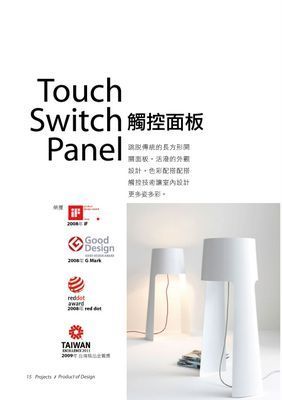 Touch
Switch
Panel 觸控面板
跳脫傳統的長方形開
關面板，活潑的外觀
設計，色彩配搭配搭
觸控技術讓室內設計
更多姿多彩。
榮獲
2008年 iF
Good
Design
2008年 G Mark
reddot
award
2008年 red dot
TAIWAN
EXCELLENCE 2011
2009年 台灣精品金質獎
15 Projects // Product of Design